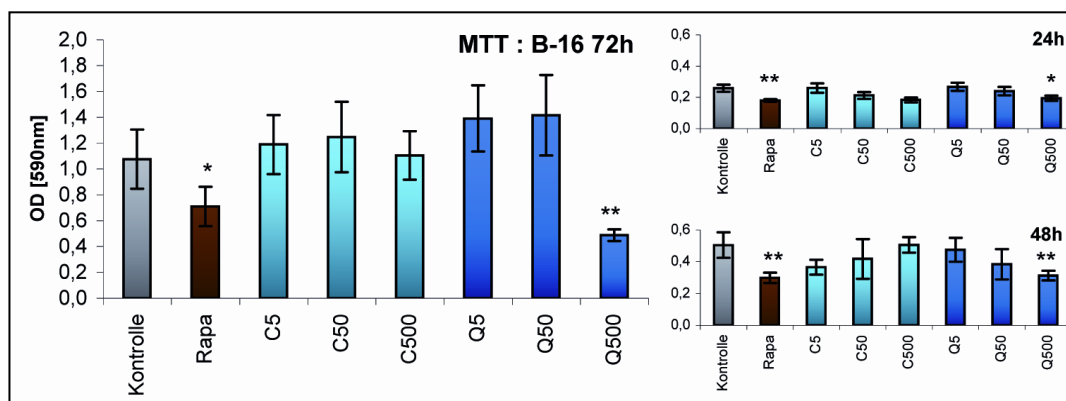 MTT : B-16 72h
OD [590nm]
2,0
1,8
1,6
1,4
1,2
1,0
0,8
0,6
0,4
0,2
0,0
*
**
Kontrolle
Rapa
C5
C50
C500
Q5
Q50
Q500
24h
0,6
0,4
0,2
0,0
**
*
Kontrolle
Rapa
C5
C50
C500
Q5
Q50
Q500
48h
0,6
0,4
0,2
0,0
**
**
Kontrolle
Rapa
C5
C50
C500
Q5
Q50
Q500